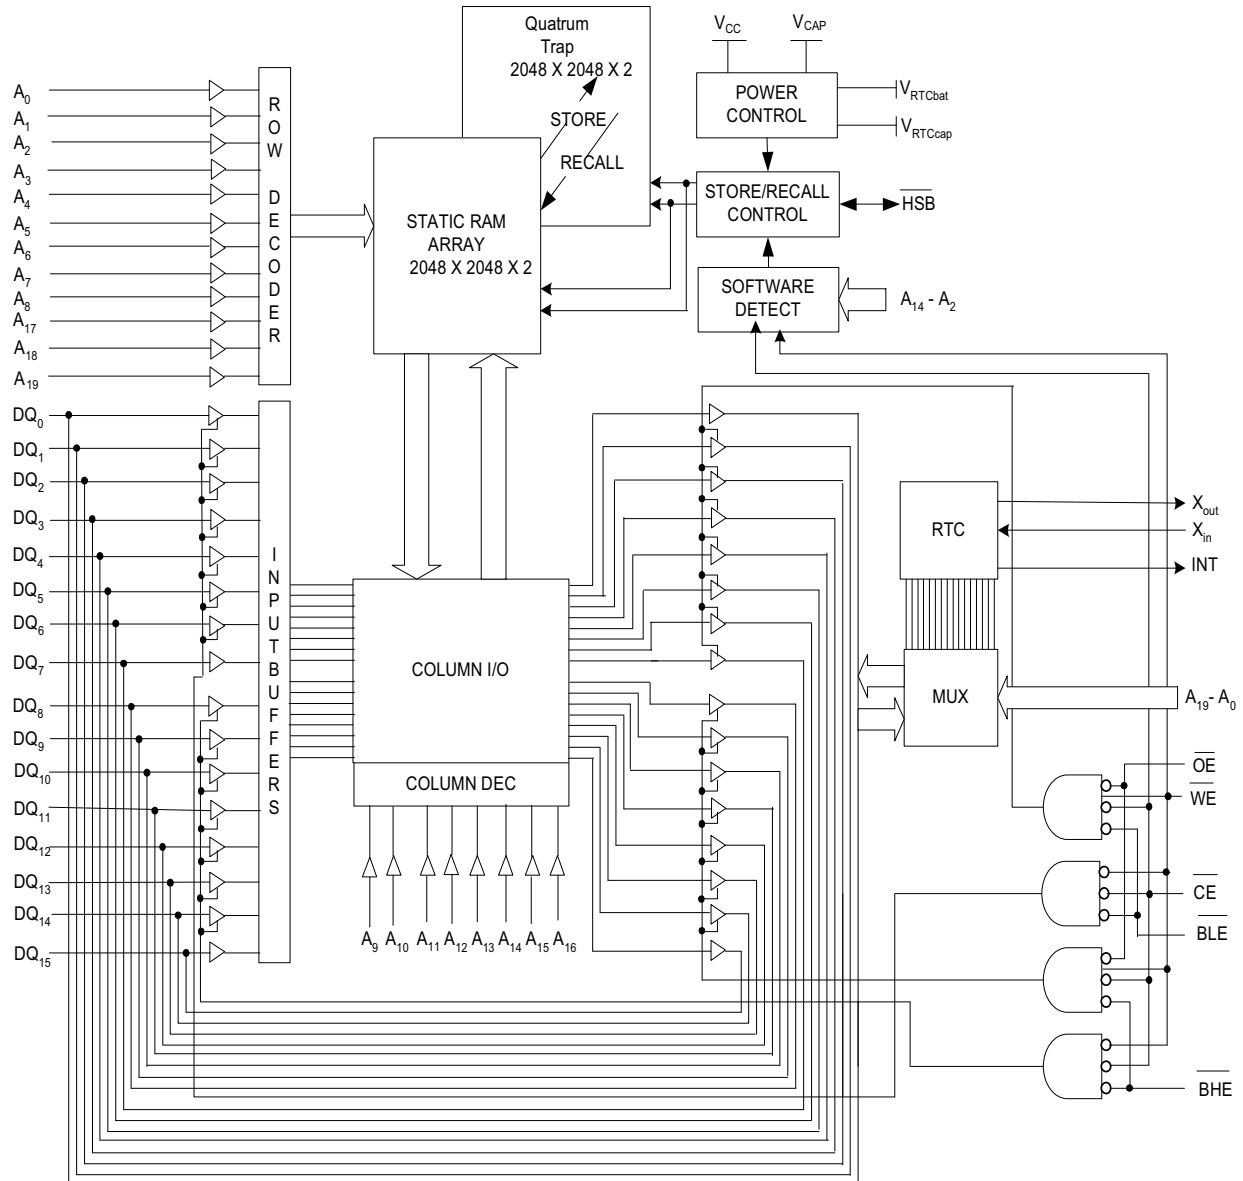 Quatrum
Trap
2048 X 2048 X 2
STORE
RECALL
STATIC RAM
ARRAY
2048 X 2048 X 2
VCC
VCAP
POWER
CONTROL
VRTCbat
VRTCcap
STORE/RECALL
CONTROL
HSB
SOFTWARE
DETECT
A14 - A2
A0
A1
A2
A3
A4
A5
A6
A7
A8
A17
A18
A19
ROW DECODER
DQ0
DQ1
DQ2
DQ3
DQ4
DQ5
DQ6
DQ7
DQ8
DQ9
DQ10
DQ11
DQ12
DQ13
DQ14
DQ15
INPUTBUFFERS
COLUMN I/O
COLUMN DEC
A9 A10 A11 A12 A13 A14 A15 A16
RTC
Xout
Xin
INT
MUX
A19- A0
OE
WE
CE
BLE
BHE